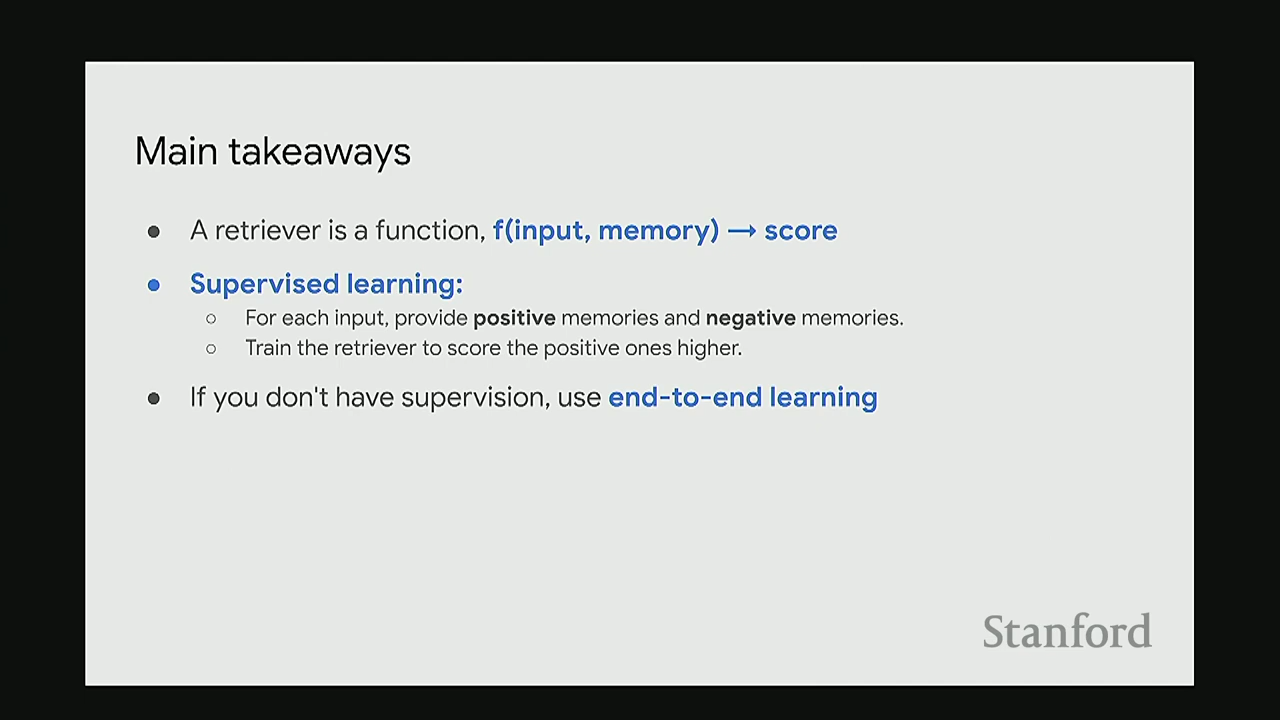 Main takeaways
● A retriever is a function, f(input, memory) → score
● Supervised learning:
○ For each input, provide positive memories and negative memories.
○ Train the retriever to score the positive ones higher.
● If you don't have supervision, use end-to-end learning
Stanford